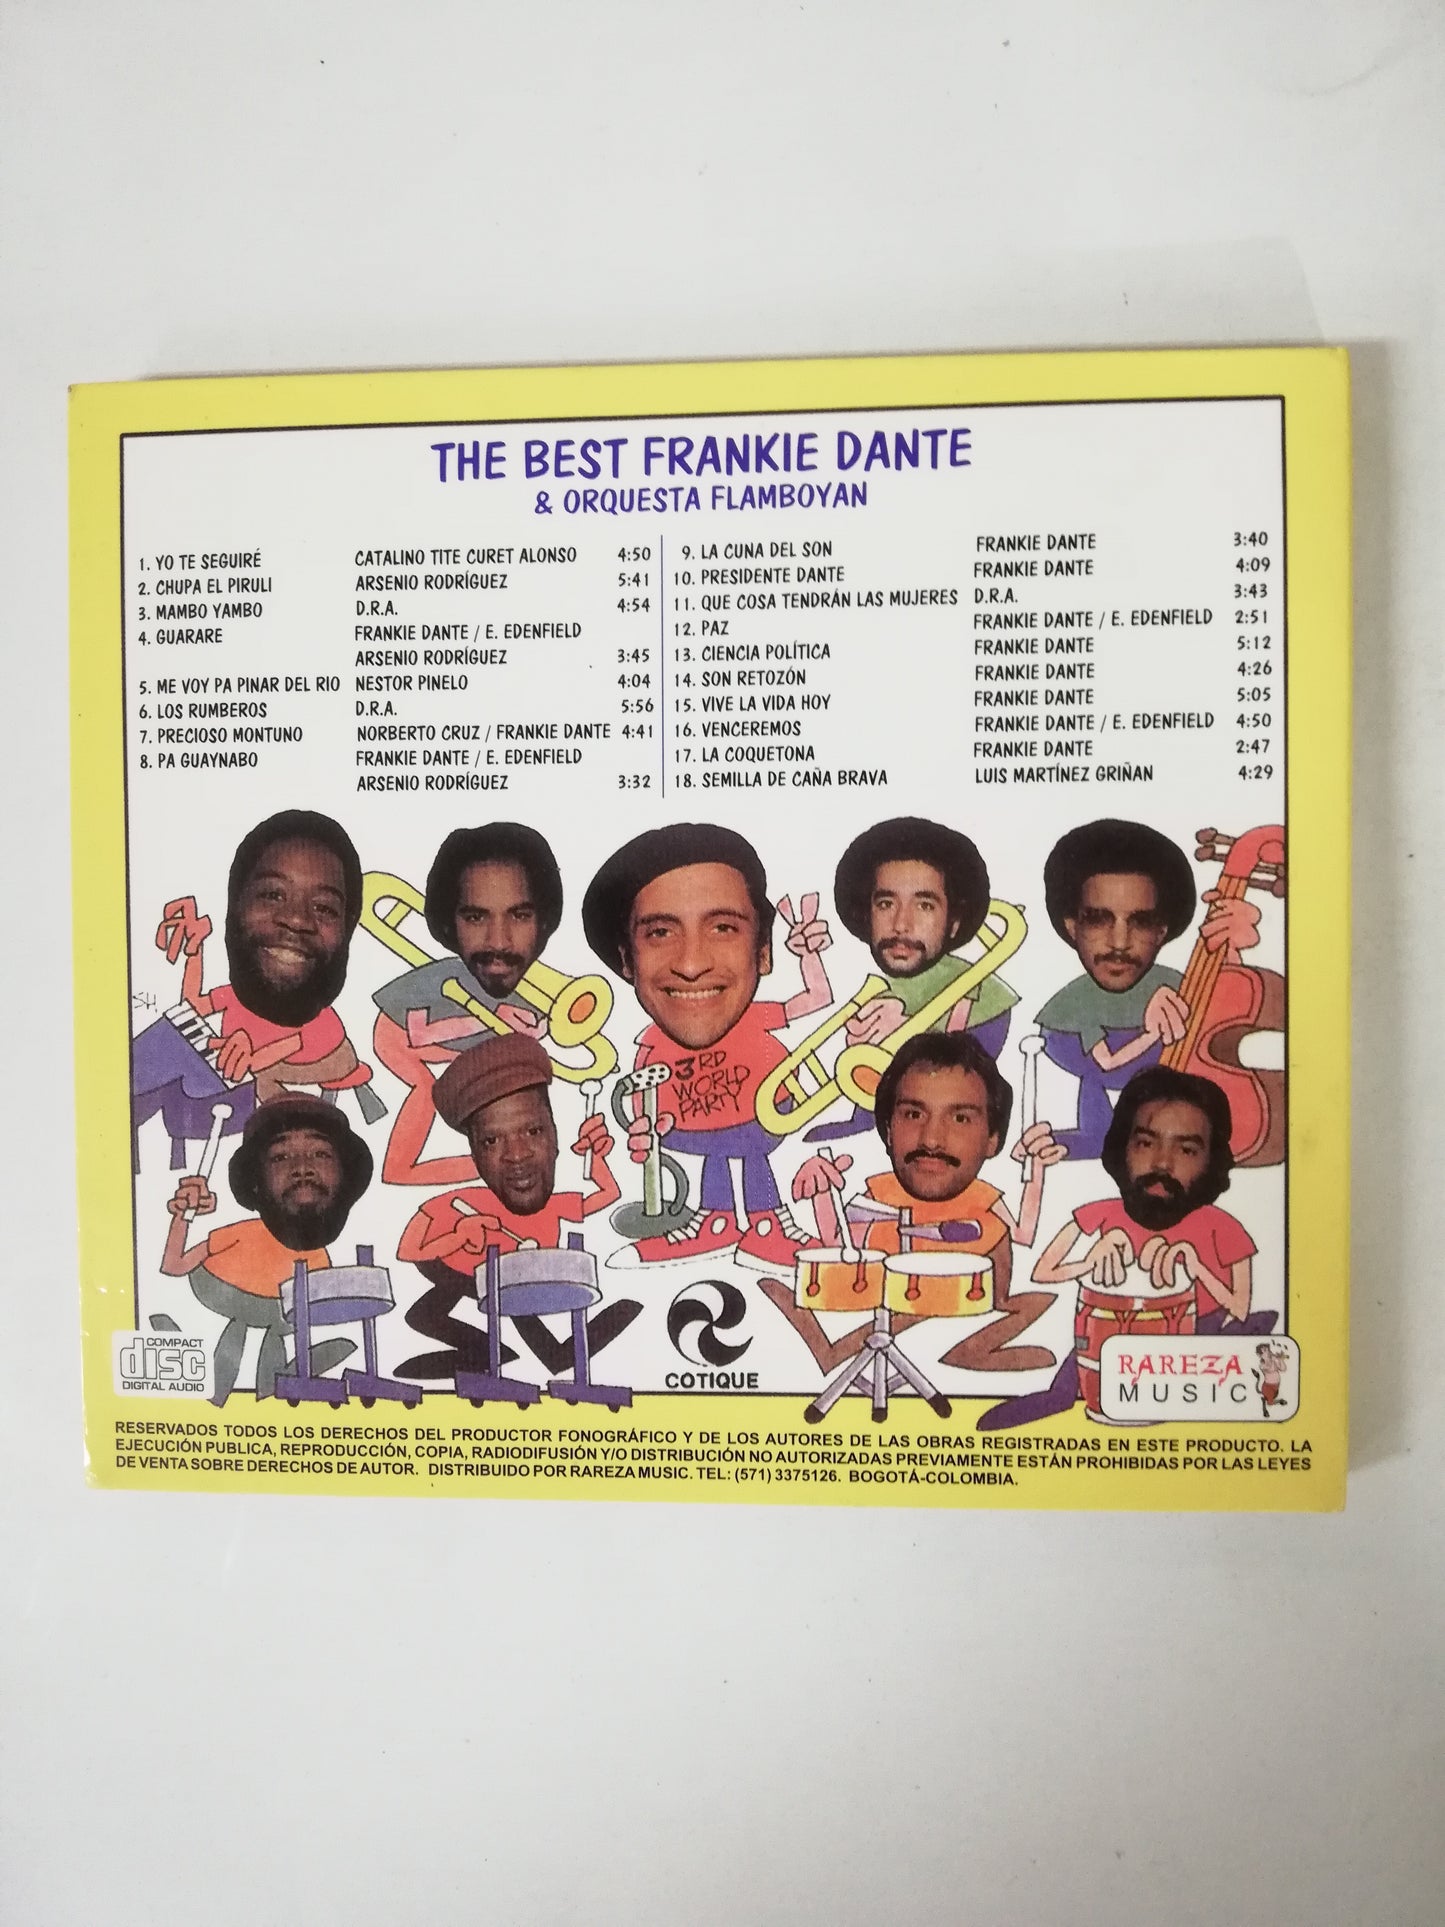 THE BEST FRANKIE DANTE
& ORQUESTA FLAMBOYAN
1. YO TE SEGUIRÉ CATALINO TITE CURET ALONSO 4:50
2. CHUPA EL PIRULI ARSENIO RODRÍGUEZ 5:41
3. MAMBO YAMBO D.R.A. 4:54
4. GUARARE FRANKIE DANTE / E. EDENFIELD
ARSENIO RODRÍGUEZ 3:45
5. ME VOY PA PINAR DEL RIO NESTOR PINELO 4:04
6. LOS RUMBEROS D.R.A. 5:56
7. PRECIOSO MONTUNO NORBERTO CRUZ / FRANKIE DANTE 4:41
8. PA GUAYNABO FRANKIE DANTE / E. EDENFIELD
ARSENIO RODRÍGUEZ 3:32
9. LA CUNA DEL SON FRANKIE DANTE 3:40
10. PRESIDENTE DANTE FRANKIE DANTE 4:09
11. QUE COSA TENDRÁN LAS MUJERES D.R.A. 3:43
12. PAZ FRANKIE DANTE / E. EDENFIELD 2:51
13. CIENCIA POLÍTICA FRANKIE DANTE 5:12
14. SON RETOZÓN FRANKIE DANTE 4:26
15. VIVE LA VIDA HOY FRANKIE DANTE 5:05
16. VENCEREMOS FRANKIE DANTE / E. EDENFIELD 4:50
17. LA COQUETONA FRANKIE DANTE 2:47
18. SEMILLA DE CAÑA BRAVA LUIS MARTÍNEZ GRIÑAN 4:29
SH
3RD
WORLD
PARTY
COMPACT
disc
DIGITAL AUDIO
COTIQUE
RAREZA
MUSIC
RESERVADOS TODOS LOS DERECHOS DEL PRODUCTOR FONOGRÁFICO Y DE LOS AUTORES DE LAS OBRAS REGISTRADAS EN ESTE PRODUCTO. LA
EJECUCIÓN PUBLICA, REPRODUCCIÓN, COPIA, RADIODIFUSIÓN Y/O DISTRIBUCIÓN NO AUTORIZADAS PREVIAMENTE ESTÁN PROHIBIDAS POR LAS LEYES
DE VENTA SOBRE DERECHOS DE AUTOR. DISTRIBUIDO POR RAREZA MUSIC. TEL: (571) 3375126. BOGOTÁ-COLOMBIA.